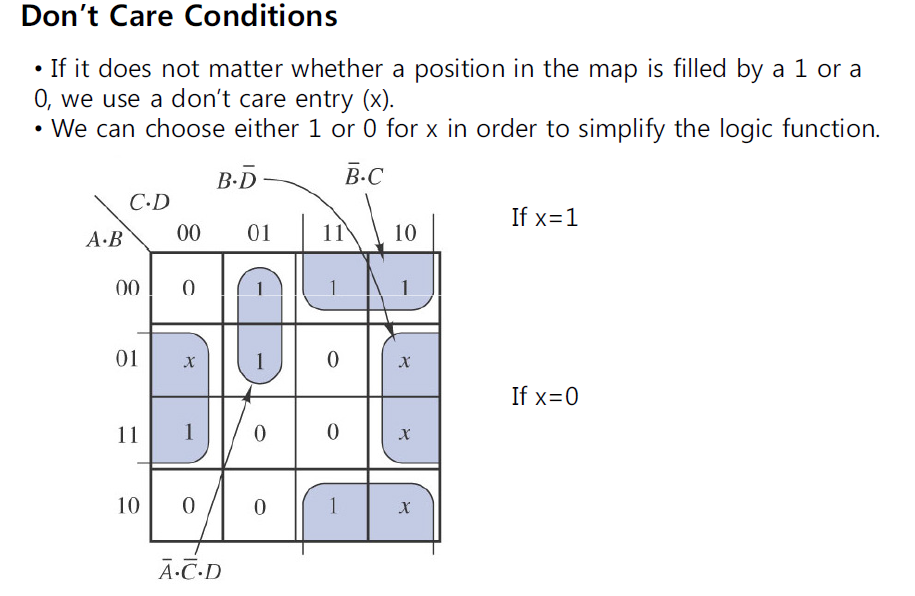 Don't Care Conditions
• If it does not matter whether a position in the map is filled by a 1 or a
0, we use a don't care entry (x).
• We can choose either 1 or 0 for x in order to simplify the logic function.
B·D̅ B̅·C
C·D
A·B 00 01 11 10
00 0 1 1 1
01 x 1 0 x
11 1 0 0 x
10 0 0 1 x
A̅·C̅·D
If x=1
If x=0